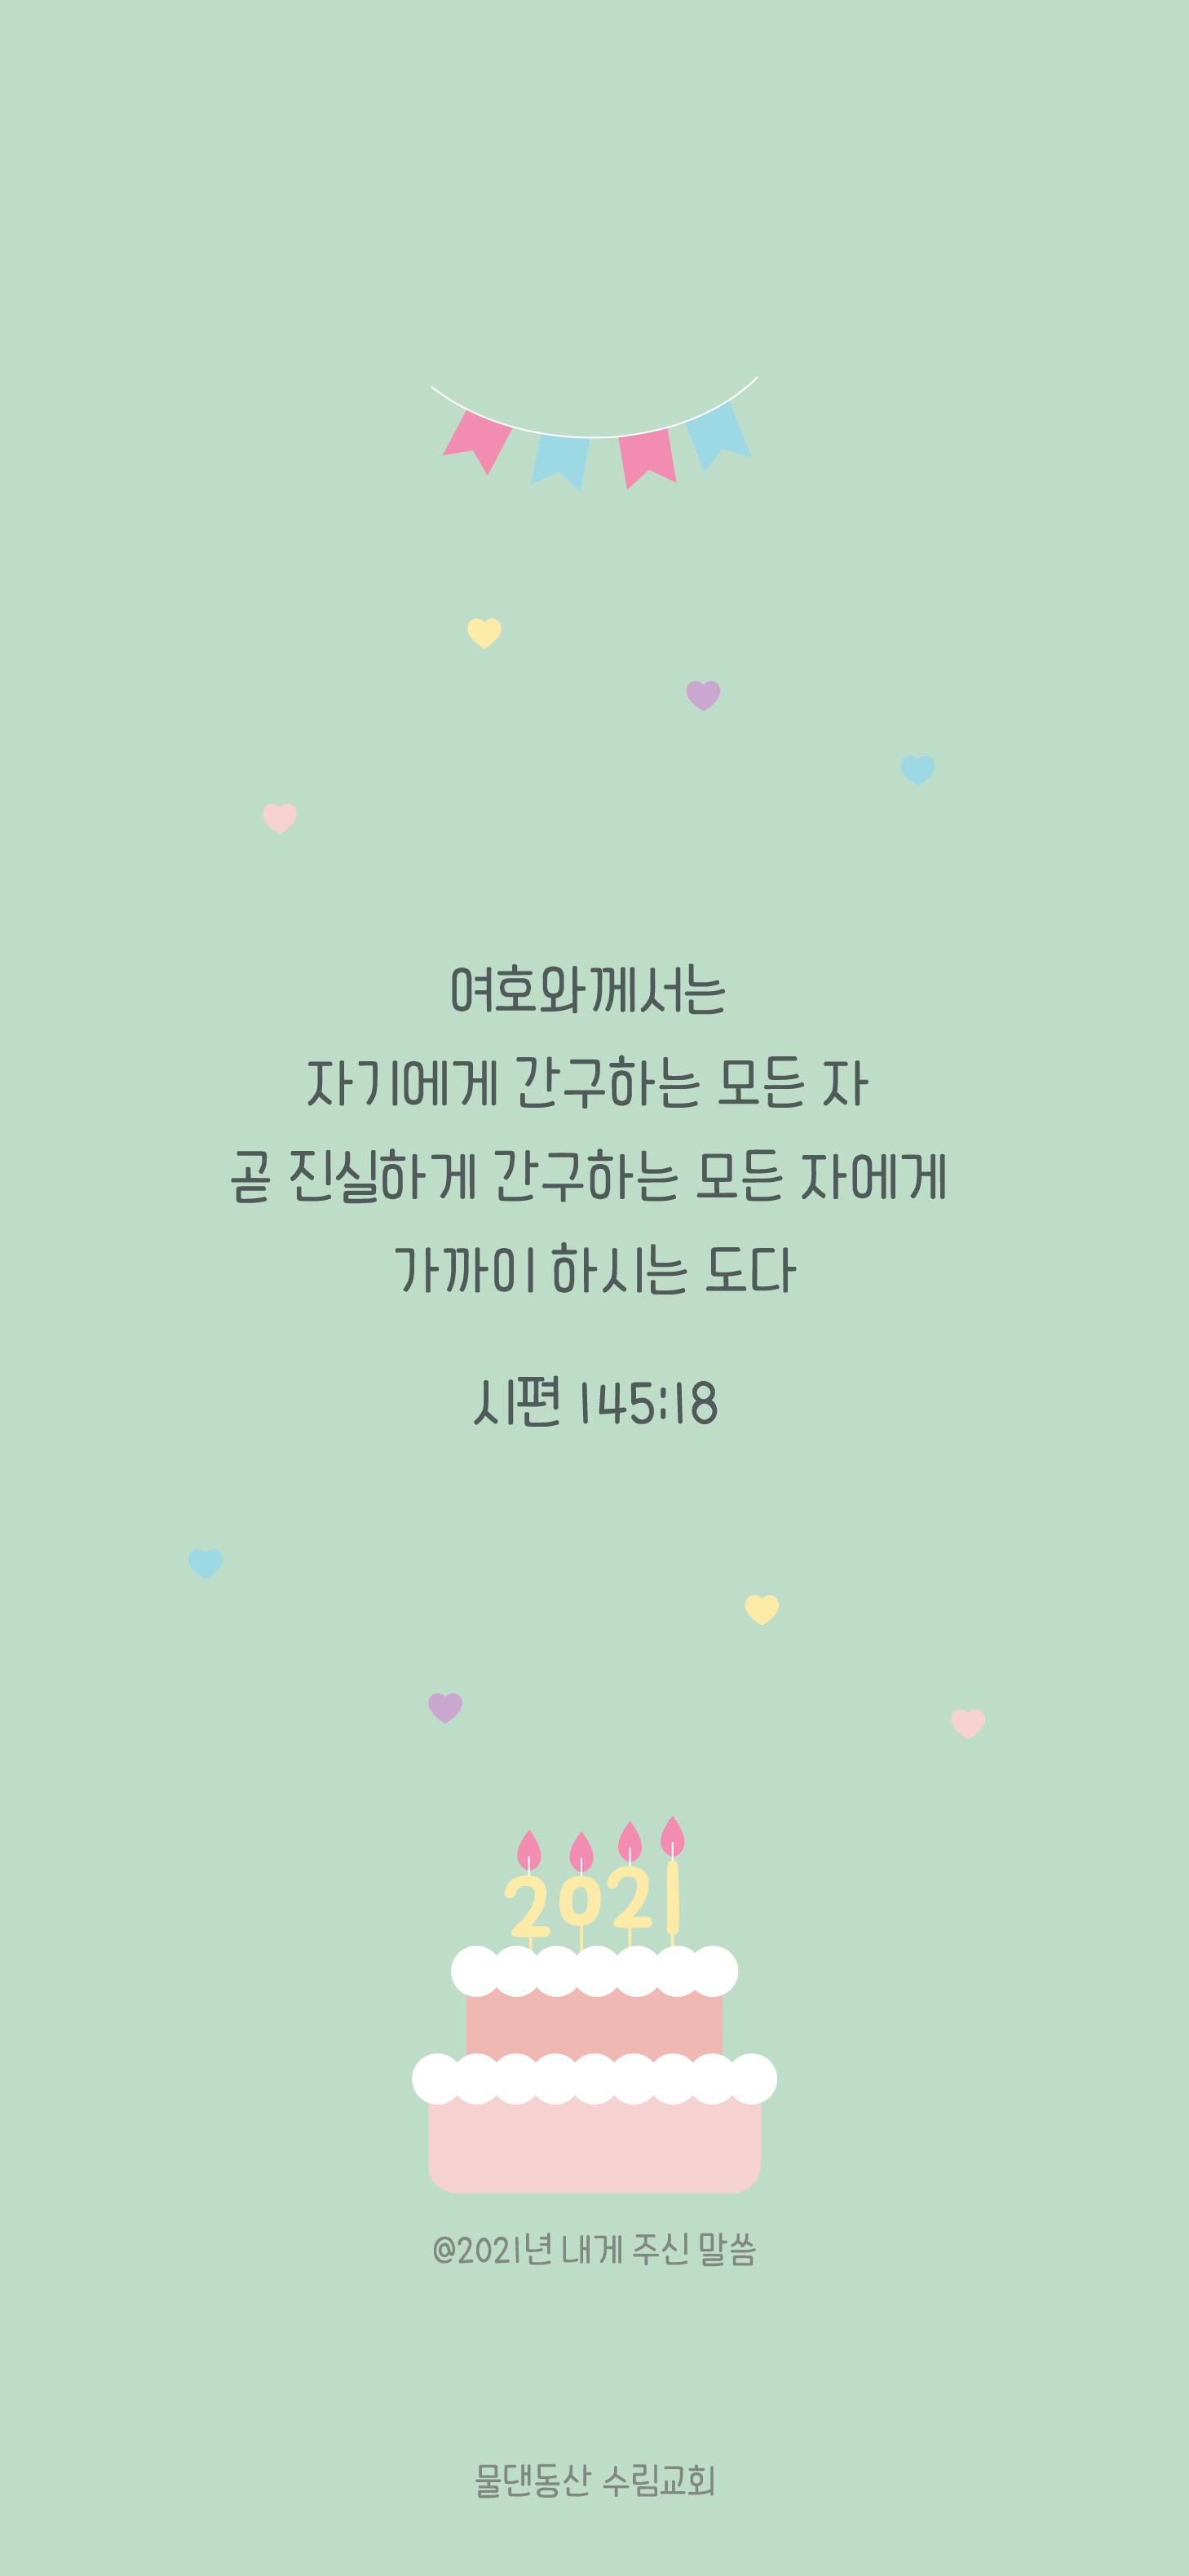 여호와께서는
자기에게 간구하는 모든 자
곧 진실하게 간구하는 모든 자에게
가까이 하시는 도다
시편 145:18
2021
@2021년 내게 주신 말씀
물댄동산 수림교회